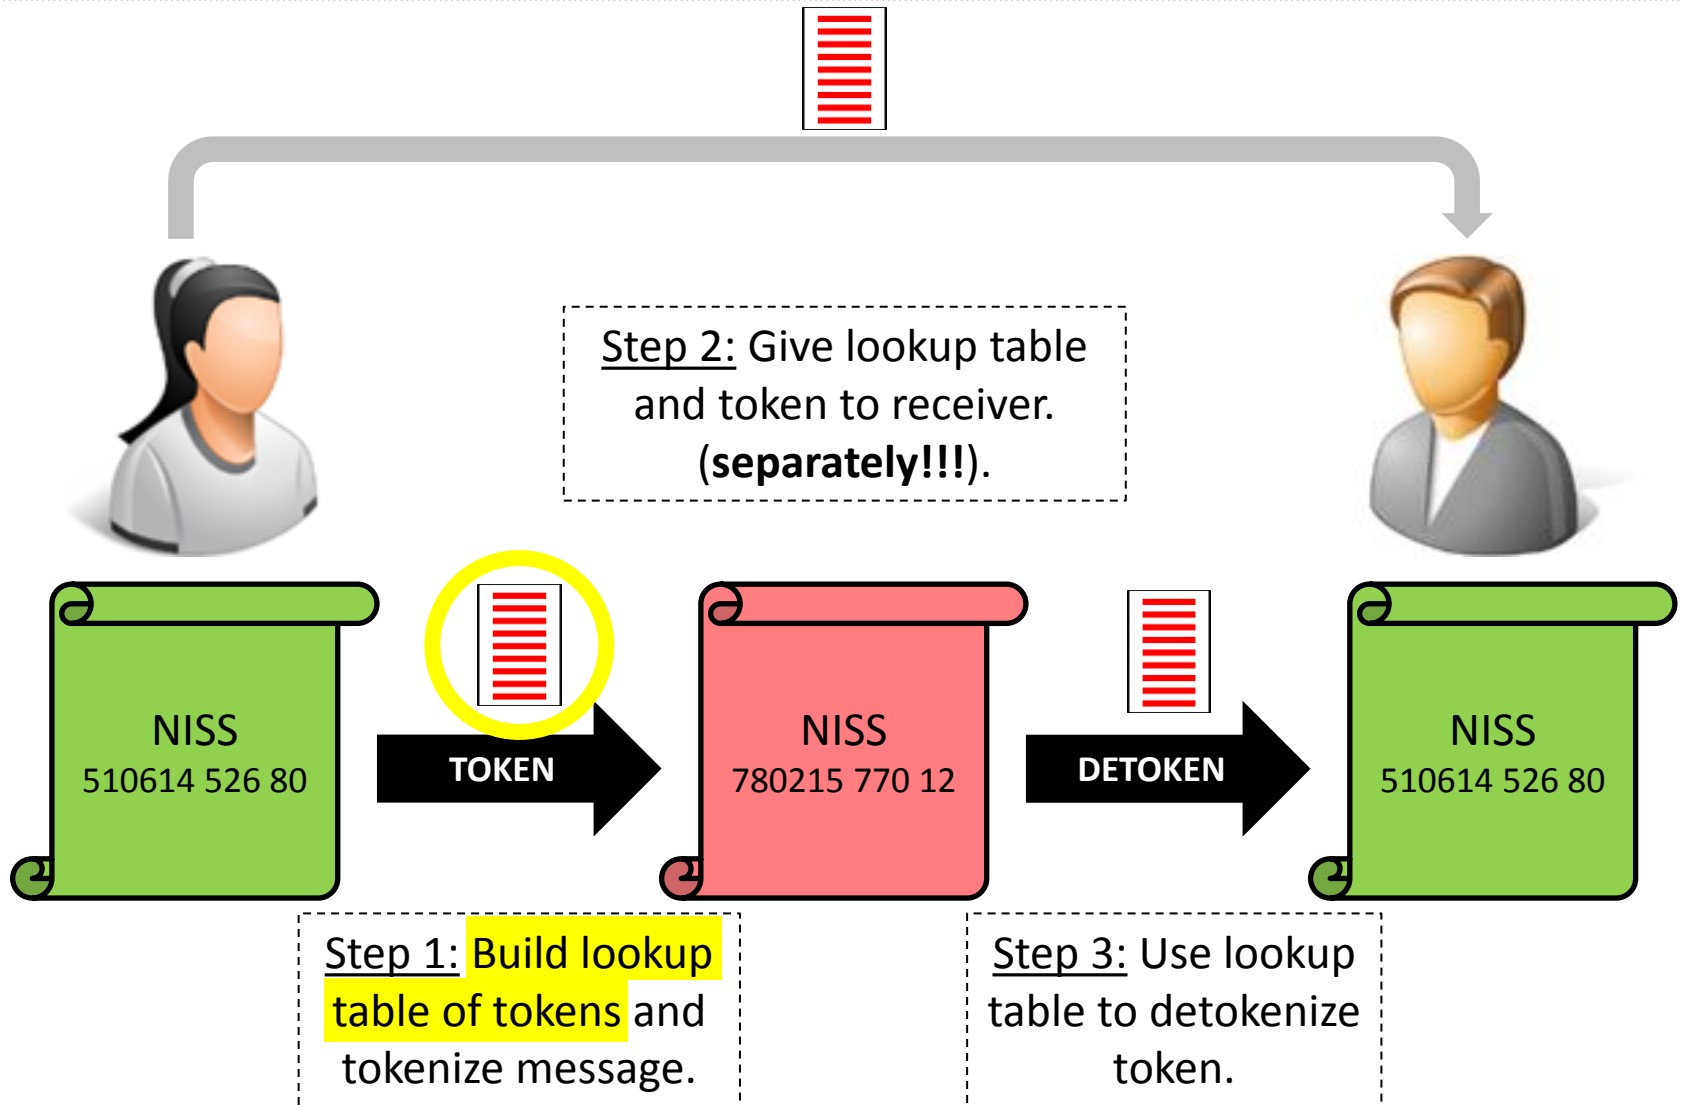 Step 2: Give lookup table
and token to receiver.
(separately!!!).
NISS
510614 526 80
TOKEN
NISS
780215 770 12
DETOKEN
NISS
510614 526 80
Step 1: Build lookup
table of tokens and
tokenize message.
Step 3: Use lookup
table to detokenize
token.